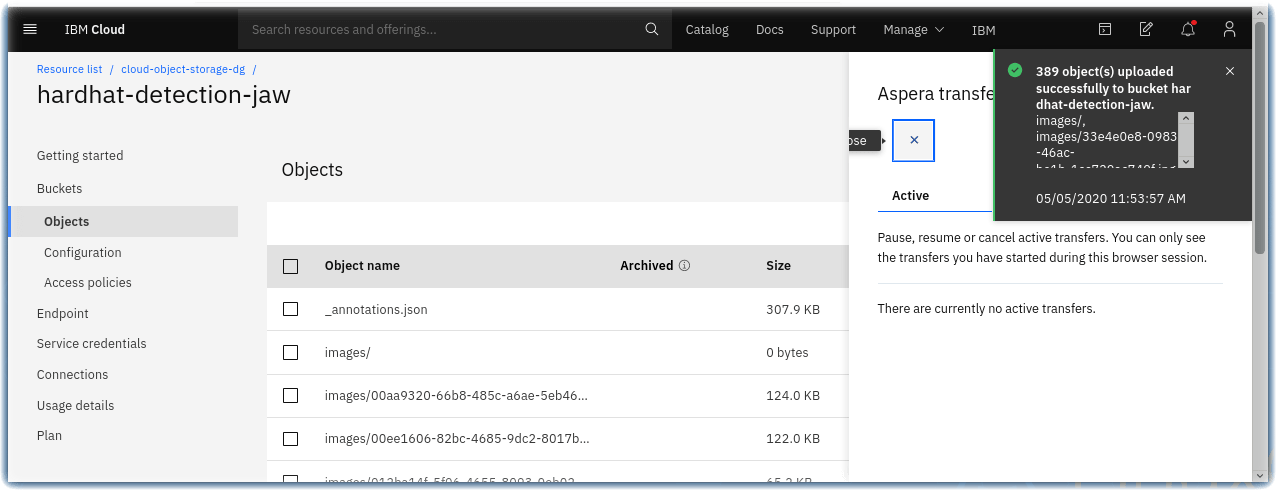 IBM Cloud
Search resources and offerings...
Catalog
Docs
Support
Manage
IBM
Resource list / cloud-object-storage-dg /
hardhat-detection-jaw
Getting started
Buckets
Objects
Configuration
Access policies
Endpoint
Service credentials
Connections
Usage details
Plan
Objects
Object name Archived Size
_annotations.json 307.9 KB
images/ 0 bytes
images/00aa9320-66b8-485c-a6ae-5eb46... 124.0 KB
images/00ee1606-82bc-4685-9dc2-8017b... 122.0 KB
Aspera transfe
ose
Active
Pause, resume or cancel active transfers. You can only see
the transfers you have started during this browser session.
There are currently no active transfers.
389 object(s) uploaded
successfully to bucket har
dhat-detection-jaw.
images/,
images/33e4e0e8-0983
-46ac-
05/05/2020 11:53:57 AM